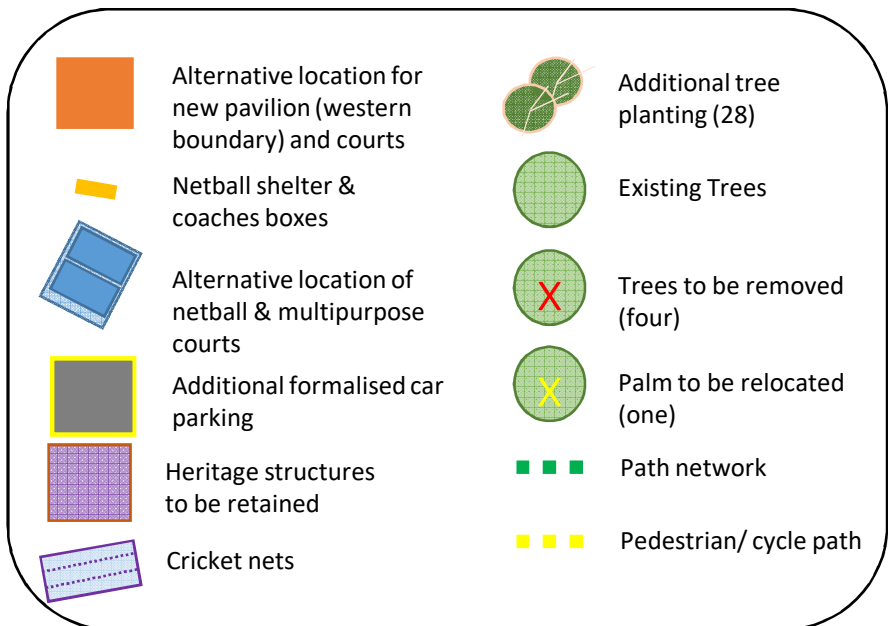 Alternative location for
new pavilion (western
boundary) and courts
Netball shelter &
coaches boxes
Alternative location of
netball & multipurpose
courts
Additional formalised car
parking
Heritage structures
to be retained
Cricket nets
Additional tree
planting (28)
Existing Trees
X
Trees to be removed
(four)
X
Palm to be relocated
(one)
Path network
Pedestrian/ cycle path